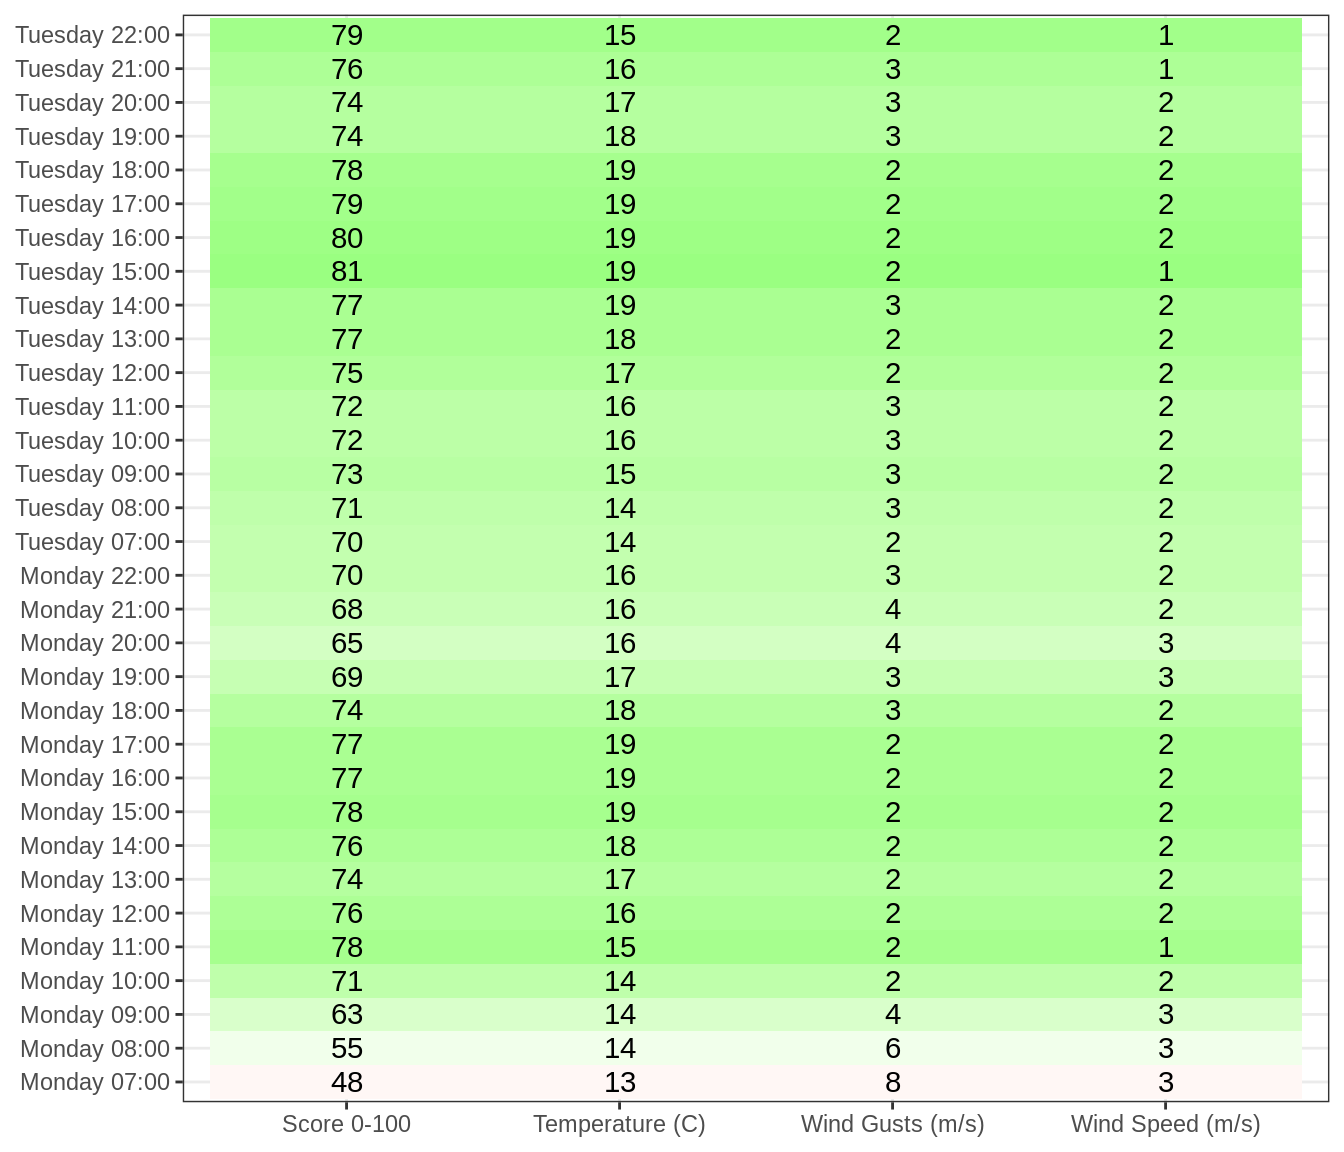 Tuesday 22:00 79 15 2 1
Tuesday 21:00 76 16 3 1
Tuesday 20:00 74 17 3 2
Tuesday 19:00 74 18 3 2
Tuesday 18:00 78 19 2 2
Tuesday 17:00 79 19 2 2
Tuesday 16:00 80 19 2 2
Tuesday 15:00 81 19 2 1
Tuesday 14:00 77 19 3 2
Tuesday 13:00 77 18 2 2
Tuesday 12:00 75 17 2 2
Tuesday 11:00 72 16 3 2
Tuesday 10:00 72 16 3 2
Tuesday 09:00 73 15 3 2
Tuesday 08:00 71 14 3 2
Tuesday 07:00 70 14 2 2
Monday 22:00 70 16 3 2
Monday 21:00 68 16 4 2
Monday 20:00 65 16 4 3
Monday 19:00 69 17 3 3
Monday 18:00 74 18 3 2
Monday 17:00 77 19 2 2
Monday 16:00 77 19 2 2
Monday 15:00 78 19 2 2
Monday 14:00 76 18 2 2
Monday 13:00 74 17 2 2
Monday 12:00 76 16 2 2
Monday 11:00 78 15 2 1
Monday 10:00 71 14 2 2
Monday 09:00 63 14 4 3
Monday 08:00 55 14 6 3
Monday 07:00 48 13 8 3
Score 0-100 Temperature (C) Wind Gusts (m/s) Wind Speed (m/s)